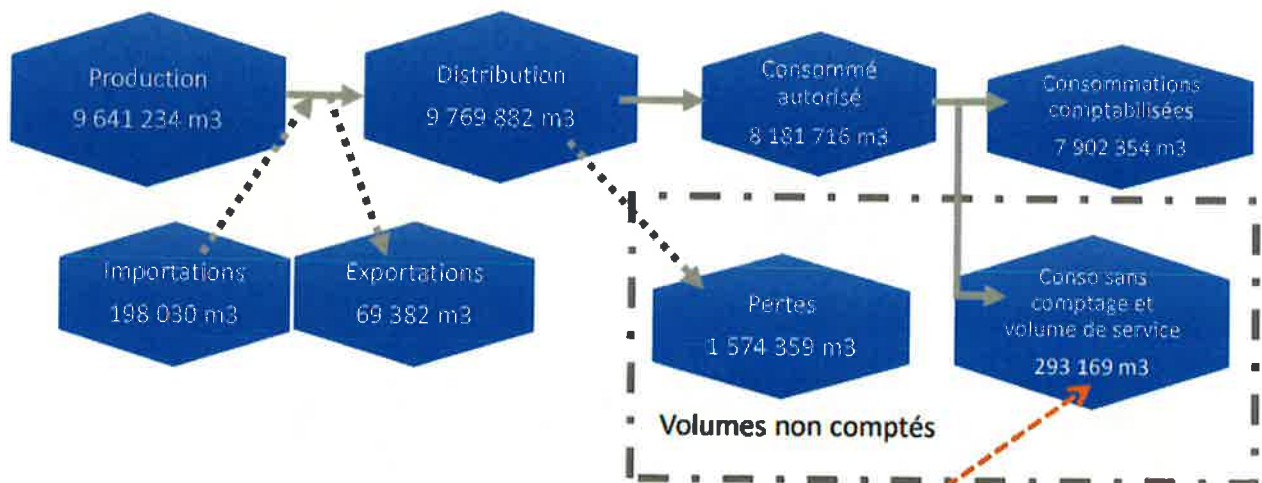 Production
9 641 234 m3
Distribution
9 769 882 m3
Consommé
autorisé
8 181 716 m3
Consommations
comptabilisées
7 902 354 m3
Importations
198 030 m3
Exportations
69 382 m3
Pertes
1 574 359 m3
Conso sans
comptage et
volume de service
293 169 m3
Volumes non comptés